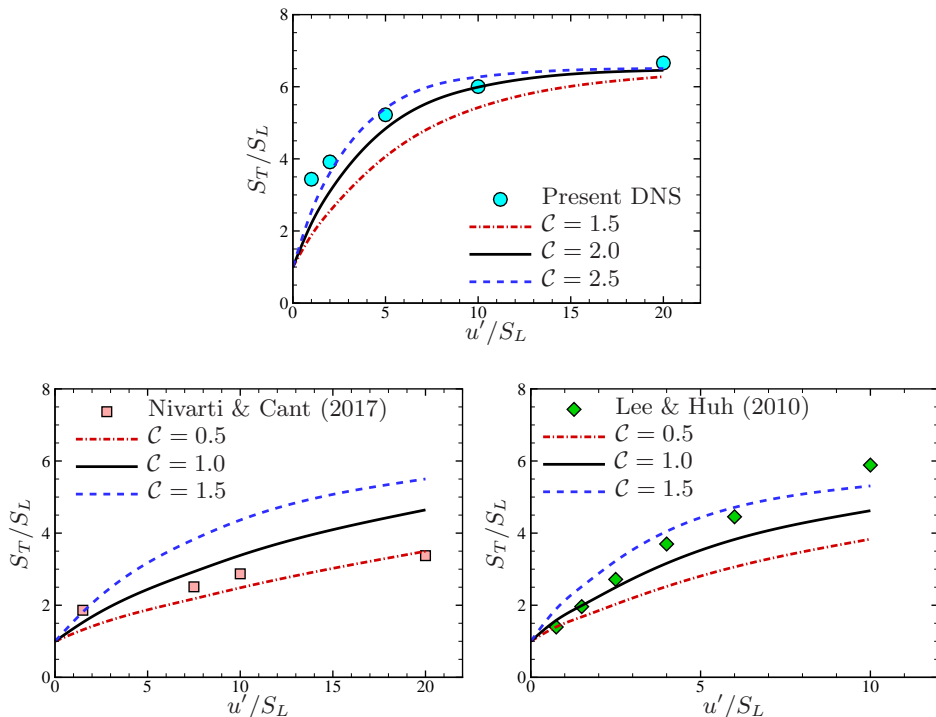 8
6
4
2
0
S_T/S_L
0 5 10 15 20
u′/S_L
Present DNS
𝒞 = 1.5
𝒞 = 2.0
𝒞 = 2.5
8
6
4
2
0
S_T/S_L
0 5 10 15 20
u′/S_L
Nivarti & Cant (2017)
𝒞 = 0.5
𝒞 = 1.0
𝒞 = 1.5
8
6
4
2
0
S_T/S_L
0 5 10
u′/S_L
Lee & Huh (2010)
𝒞 = 0.5
𝒞 = 1.0
𝒞 = 1.5